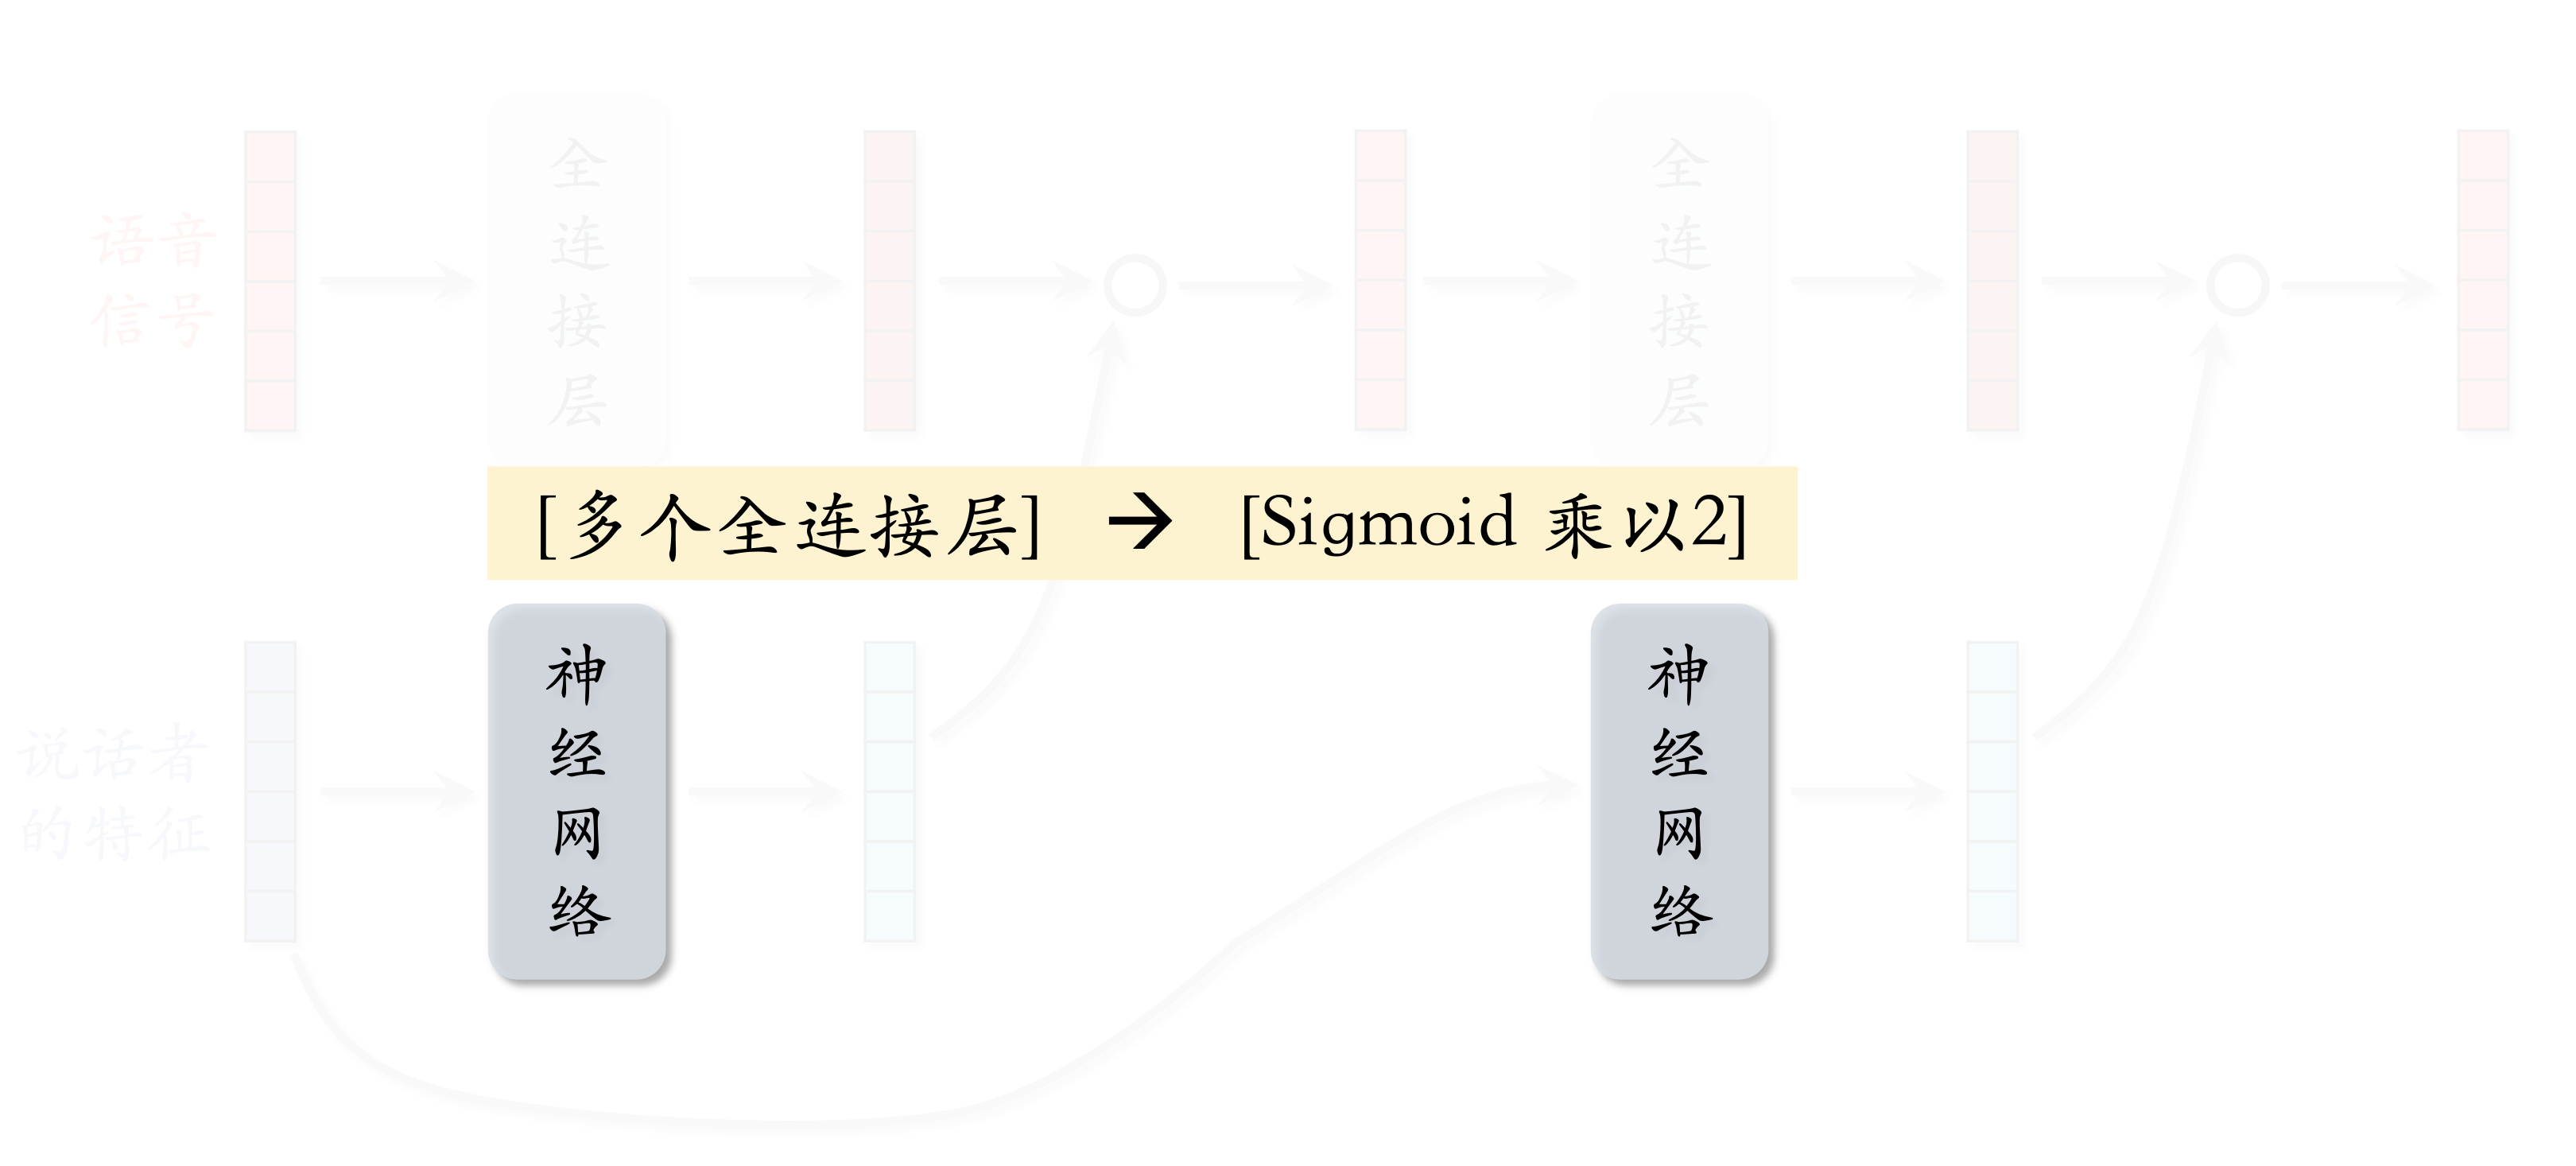 全连接层
全连接层
语音
信号
[多个全连接层] → [Sigmoid 乘以2]
神经网络
神经网络
说话者
的特征